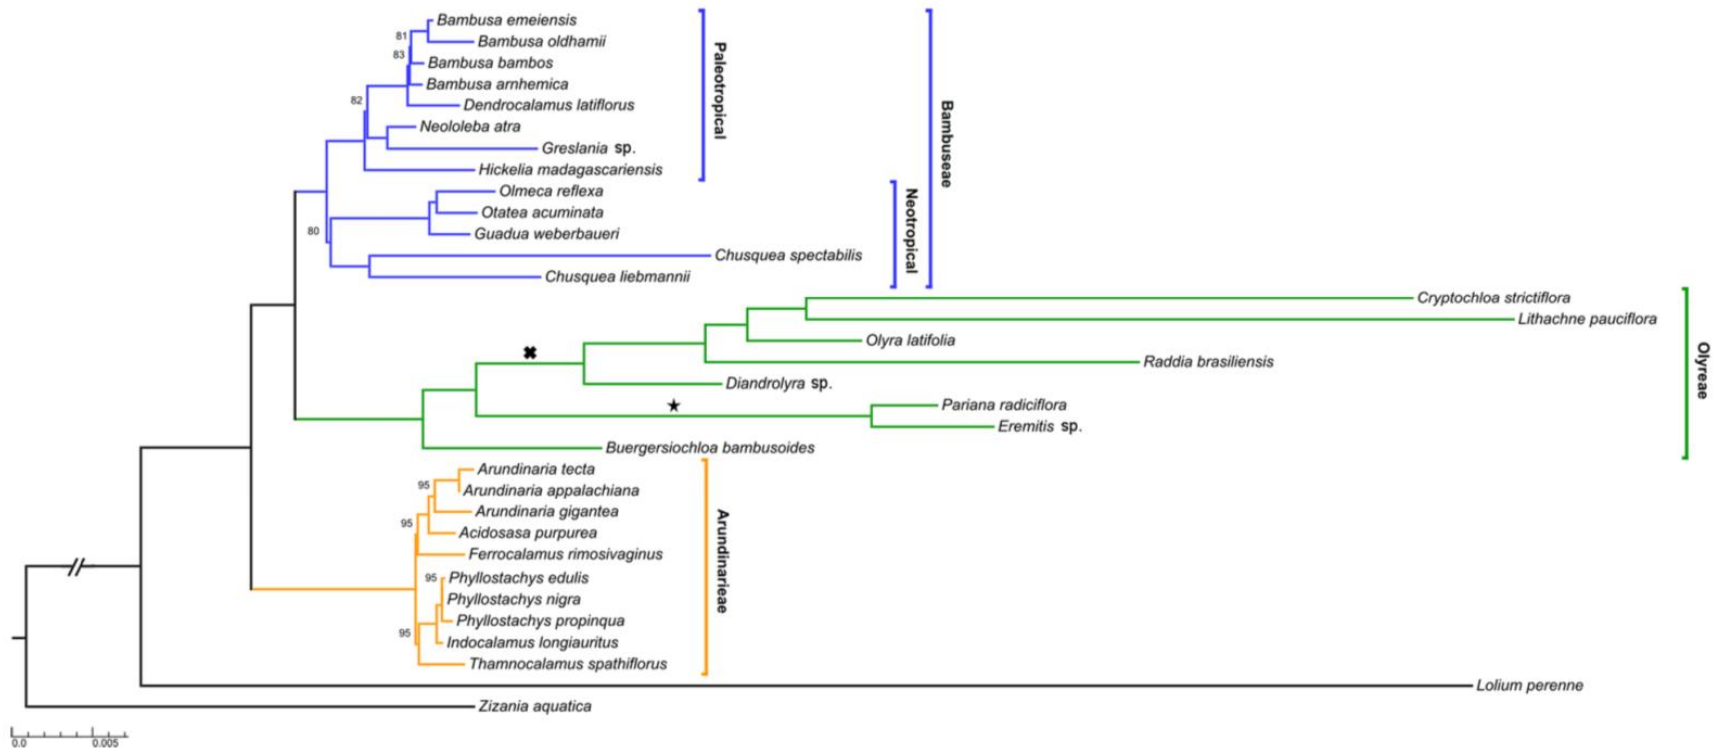 Bambusa emeiensis
81
Bambusa oldhamii
83
Bambusa bambos
Bambusa arnhemica
82
Dendrocalamus latiflorus
Neololeba atra
Greslania sp.
Hickelia madagascariensis
Paleotropical
Olmeca reflexa
Otatea acuminata
80
Guadua weberbaueri
Chusquea spectabilis
Chusquea liebmannii
Neotropical
Bambuseae
Cryptochloa strictiflora
Lithachne pauciflora
Olyra latifolia
Raddia brasiliensis
Diandrolyra sp.
Pariana radiciflora
Eremitis sp.
Buergersiochloa bambusoides
Olyreae
Arundinaria tecta
95
Arundinaria appalachiana
Arundinaria gigantea
95
Acidosasa purpurea
Ferrocalamus rimosivaginus
95
Phyllostachys edulis
Phyllostachys nigra
Phyllostachys propinqua
95
Indocalamus longiauritus
Thamnocalamus spathiflorus
Arundinarieae
Lolium perenne
Zizania aquatica
0.0
0.005